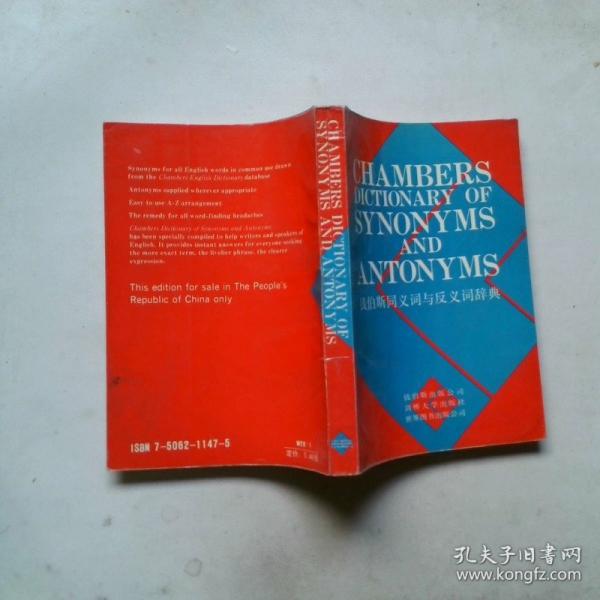 Synonyms for all English words in common use drawn
from the Chambers English Dictionary database
Antonyms supplied wherever appropriate
Easy to use A-Z arrangement
The remedy for all word-finding headaches
Chambers Dictionary of Synonyms and Antonyms
has been specially compiled to help writers and speakers of
English. It provides instant answers for everyone seeking
the more exact term, the livelier phrase, the clearer
expression.
This edition for sale in The People's
Republic of China only
ISBN 7-5062-1147-5
定价:
CHAMBERS DICTIONARY OF
SYNONYMS AND ANTONYMS
CHAMBERS
DICTIONARY OF
SYNONYMS
AND
ANTONYMS
钱伯斯同义词与反义词辞典
钱伯斯出版公司
剑桥大学出版社
世界图书出版公司
孔夫子旧书网
www.kongfz.com